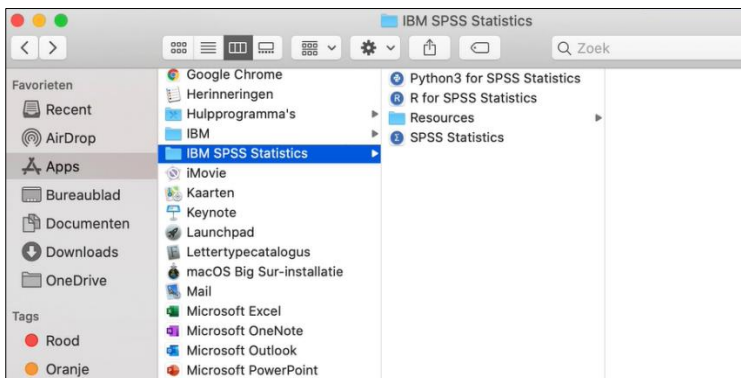 IBM SPSS Statistics
Zoek
Favorieten
Recent
AirDrop
Apps
Bureaublad
Documenten
Downloads
OneDrive
Tags
Rood
Oranje
Google Chrome
Herinneringen
Hulpprogramma's
IBM
IBM SPSS Statistics
iMovie
Kaarten
Keynote
Launchpad
Lettertypecatalogus
macOS Big Sur-installatie
Mail
Microsoft Excel
Microsoft OneNote
Microsoft Outlook
Microsoft PowerPoint
Python3 for SPSS Statistics
R for SPSS Statistics
Resources
SPSS Statistics